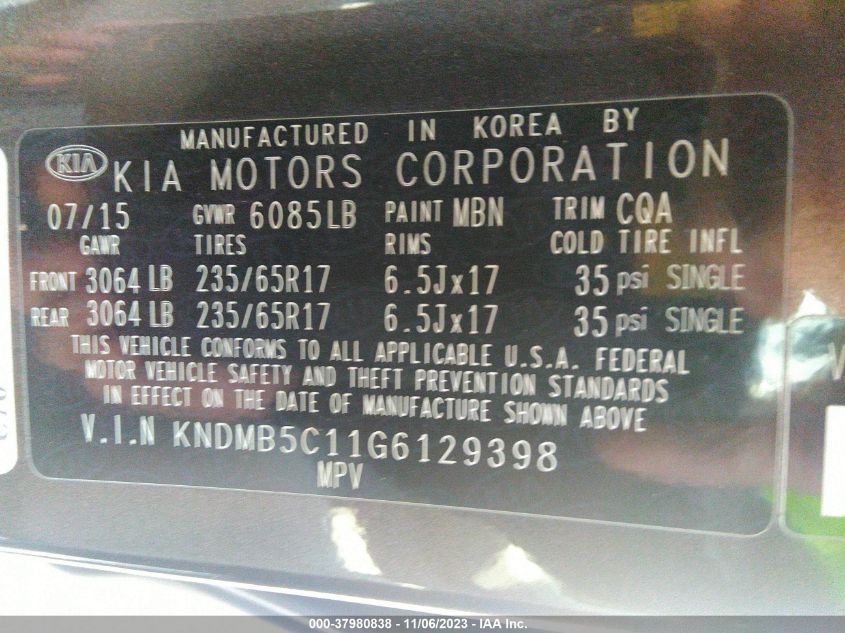 MANUFACTURED IN KOREA BY
KIA KIA MOTORS CORPORATION
07/15 GVWR 6085LB PAINT MBN TRIM CQA
GAWR TIRES RIMS COLD TIRE INFL
FRONT 3064 LB 235/65R17 6.5Jx17 35 psi SINGLE
REAR 3064 LB 235/65R17 6.5Jx17 35 psi SINGLE
THIS VEHICLE CONFORMS TO ALL APPLICABLE U.S.A. FEDERAL
MOTOR VEHICLE SAFETY AND THEFT PREVENTION STANDARDS
IN EFFECT ON THE DATE OF MANUFACTURE SHOWN ABOVE
V.I.N KNDMB5C11G6129398
MPV
000-37980838 - 11/06/2023 - IAA Inc.